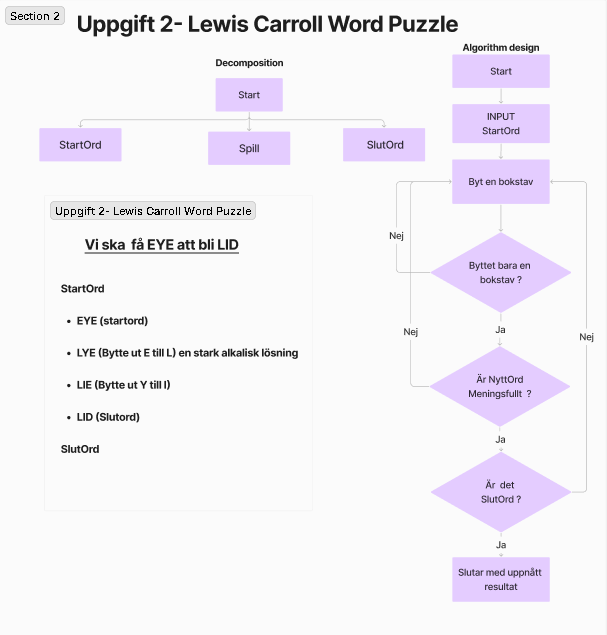 Section 2
Uppgift 2- Lewis Carroll Word Puzzle
Decomposition
Start
StartOrd
Spill
SlutOrd
Uppgift 2- Lewis Carroll Word Puzzle
Vi ska  få EYE att bli LID
StartOrd
• EYE (startord)
• LYE (Bytte ut E till L) en stark alkalisk lösning
• LIE (Bytte ut Y till I)
• LID (Slutord)
SlutOrd
Algorithm design
Start
INPUT
StartOrd
Byt en bokstav
Nej
Byttet bara en
bokstav ?
Ja
Nej
Nej
Är NyttOrd
Meningsfullt  ?
Ja
Är  det
SlutOrd ?
Ja
Slutar med uppnått
resultat